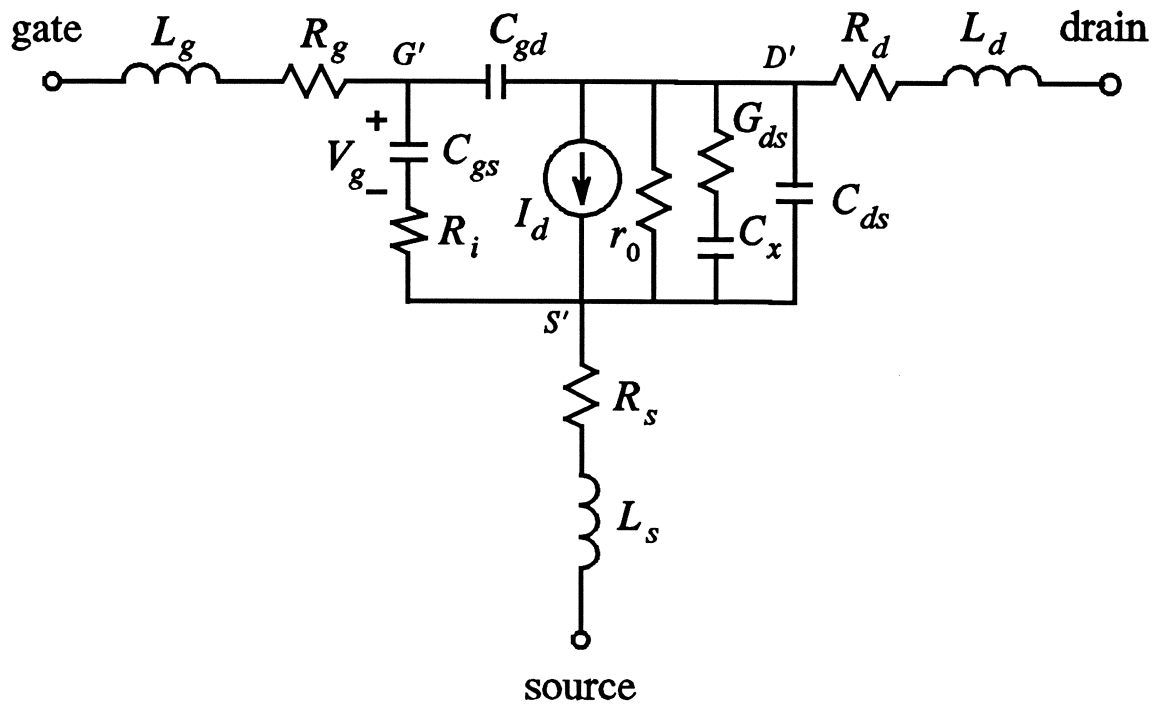 gate
L_g
R_g
G'
C_gd
D'
R_d
L_d
drain
+
V_g
−
C_gs
R_i
I_d
r_0
G_ds
C_x
C_ds
S'
R_s
L_s
source